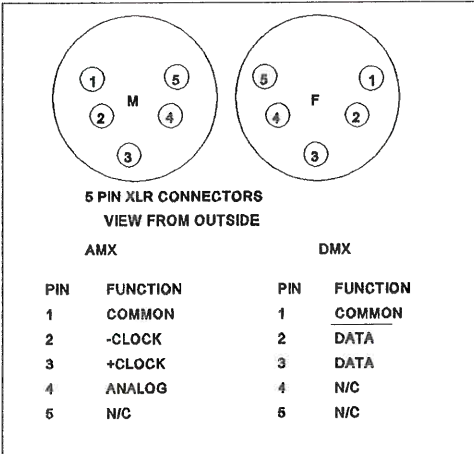 1 5 5 1
M F
2 4 4 2
3 3
5 PIN XLR CONNECTORS
VIEW FROM OUTSIDE
AMX DMX
PIN FUNCTION PIN FUNCTION
1 COMMON 1 COMMON
2 -CLOCK 2 DATA
3 +CLOCK 3 DATA
4 ANALOG 4 N/C
5 N/C 5 N/C